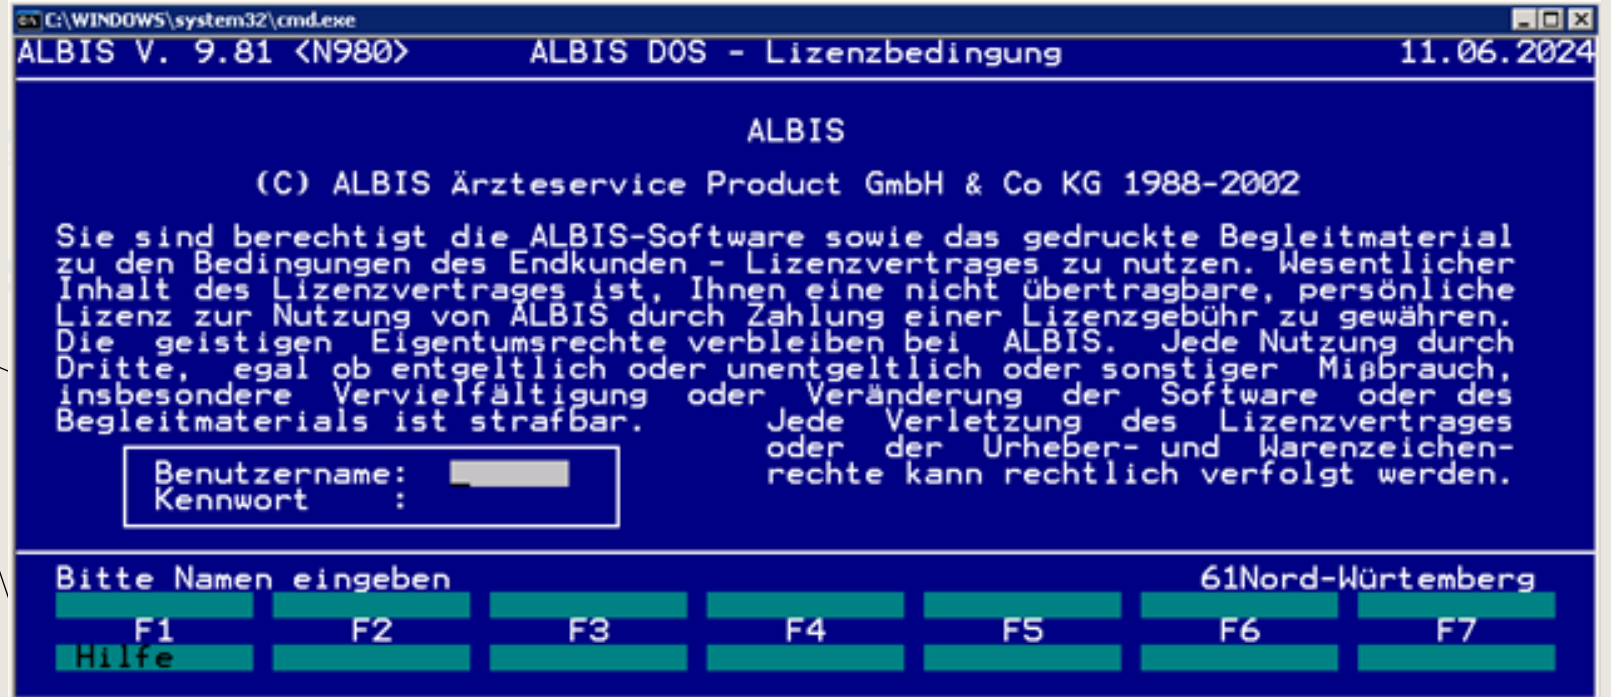 C:\WINDOWS\system32\cmd.exe
ALBIS V. 9.81 <N980> ALBIS DOS - Lizenzbedingung 11.06.2024
ALBIS
(C) ALBIS Ärzteservice Product GmbH & Co KG 1988-2002
Sie sind berechtigt die ALBIS-Software sowie das gedruckte Begleitmaterial
zu den Bedingungen des Endkunden - Lizenzvertrages zu nutzen. Wesentlicher
Inhalt des Lizenzvertrages ist, Ihnen eine nicht übertragbare, persönliche
Lizenz zur Nutzung von ALBIS durch Zahlung einer Lizenzgebühr zu gewähren.
Die geistigen Eigentumsrechte verbleiben bei ALBIS. Jede Nutzung durch
Dritte, egal ob entgeltlich oder unentgeltlich oder sonstiger Mißbrauch,
insbesondere Vervielfältigung oder Veränderung der Software oder des
Begleitmaterials ist strafbar. Jede Verletzung des Lizenzvertrages
oder der Urheber- und Warenzeichen-
rechte kann rechtlich verfolgt werden.
Benutzername:
Kennwort :
Bitte Namen eingeben 61Nord-Würtemberg
F1 F2 F3 F4 F5 F6 F7
Hilfe